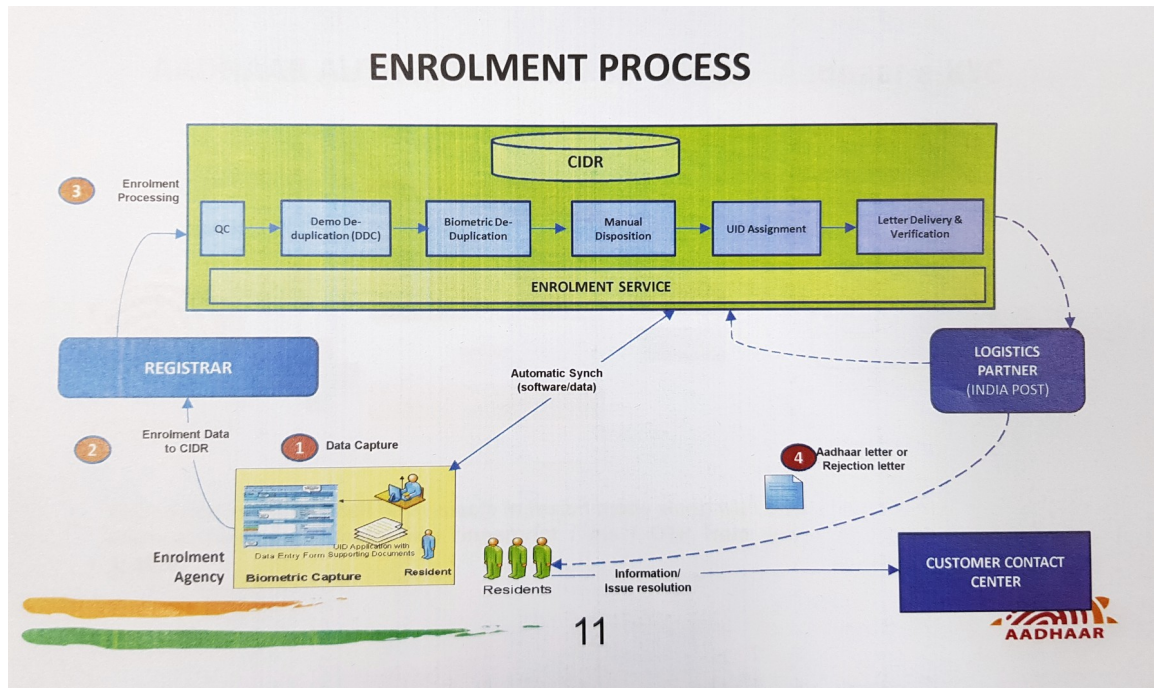 ENROLMENT PROCESS
CIDR
3
Enrolment
Processing
QC
Demo De-
duplication (DDC)
Biometric De-
Duplication
Manual
Disposition
UID Assignment
Letter Delivery &
Verification
ENROLMENT SERVICE
REGISTRAR
LOGISTICS
PARTNER
(INDIA POST)
Automatic Synch
(software/data)
2
Enrolment Data
to CIDR
1
Data Capture
4
Aadhaar letter or
Rejection letter
UID Application with
Data Entry Form Supporting Documents
Resident
Biometric Capture
Enrolment
Agency
Residents
Information/
Issue resolution
CUSTOMER CONTACT
CENTER
11
AADHAAR